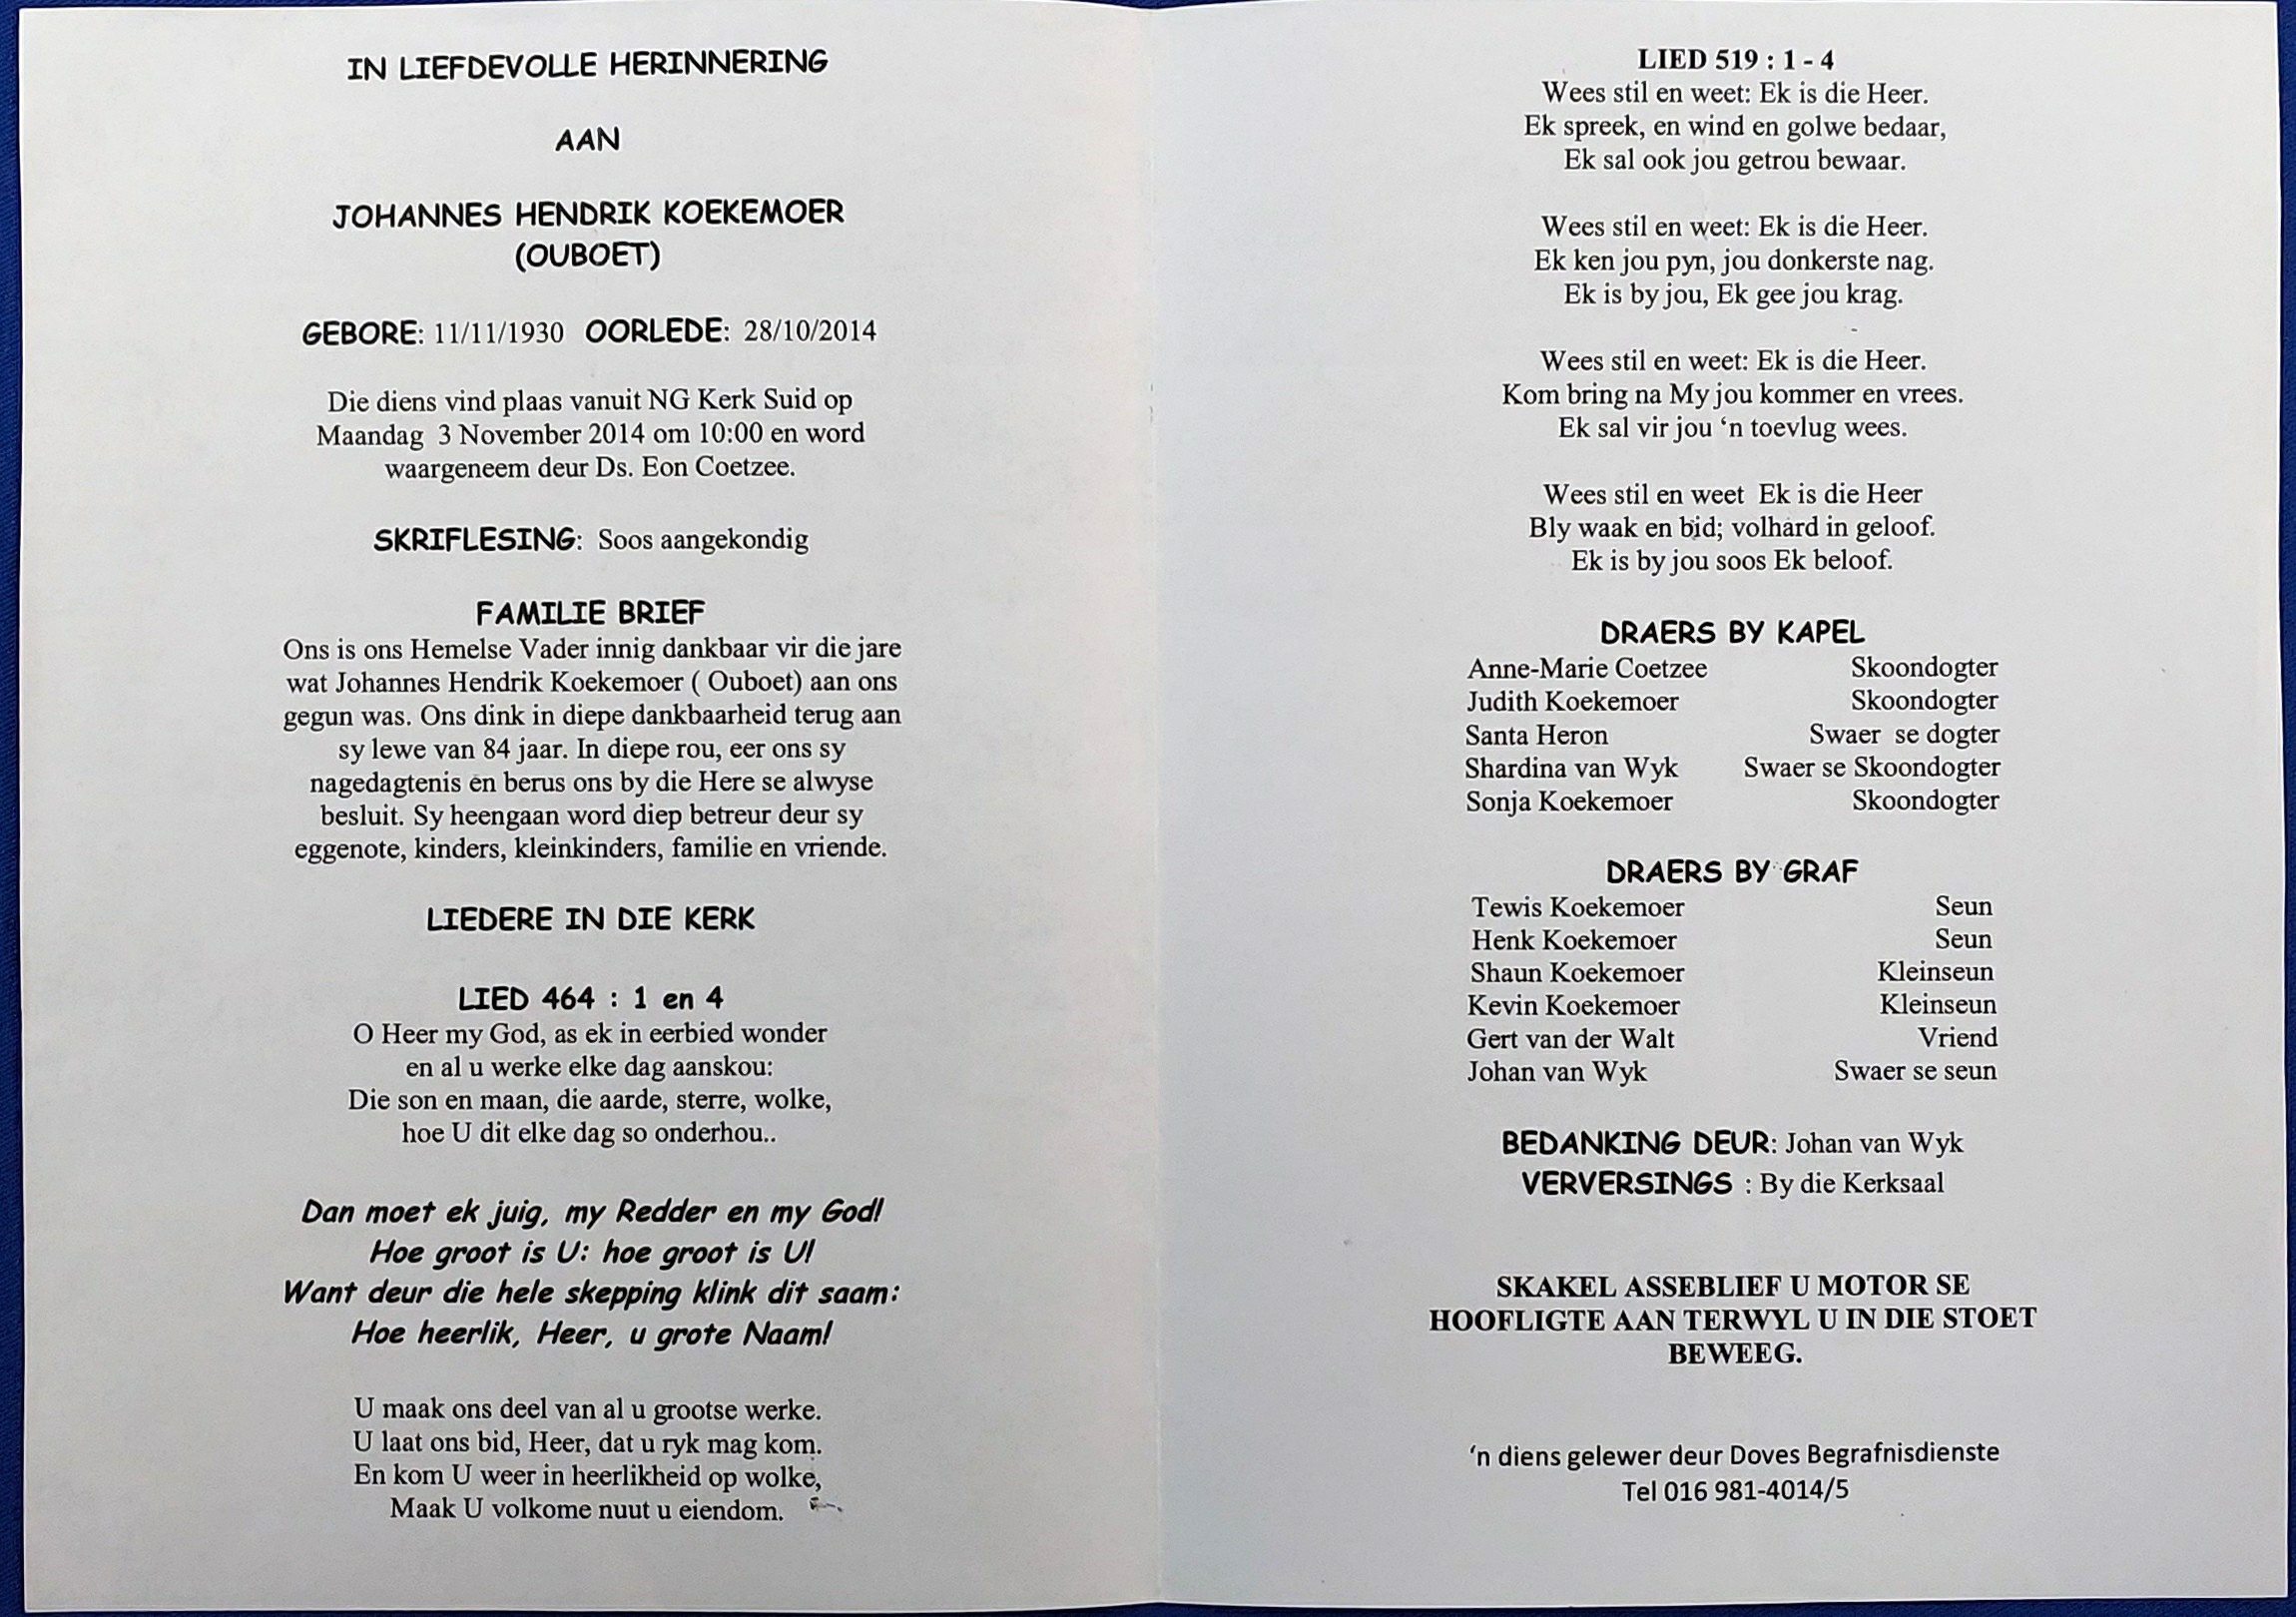 IN LIEFDEVOLLE HERINNERING
AAN
JOHANNES HENDRIK KOEKEMOER
(OUBOET)
GEBORE: 11/11/1930 OORLEDE: 28/10/2014
Die diens vind plaas vanuit NG Kerk Suid op
Maandag 3 November 2014 om 10:00 en word
waargeneem deur Ds. Eon Coetzee.
SKRIFLESING: Soos aangekondig
FAMILIE BRIEF
Ons is ons Hemelse Vader innig dankbaar vir die jare
wat Johannes Hendrik Koekemoer ( Ouboet) aan ons
gegun was. Ons dink in diepe dankbaarheid terug aan
sy lewe van 84 jaar. In diepe rou, eer ons sy
nagedagtenis en berus ons by die Here se alwyse
besluit. Sy heengaan word diep betreur deur sy
eggenote, kinders, kleinkinders, familie en vriende.
LIEDERE IN DIE KERK
LIED 464 : 1 en 4
O Heer my God, as ek in eerbied wonder
en al u werke elke dag aanskou:
Die son en maan, die aarde, sterre, wolke,
hoe U dit elke dag so onderhou..
Dan moet ek juig, my Redder en my God!
Hoe groot is U: hoe groot is U!
Want deur die hele skepping klink dit saam:
Hoe heerlik, Heer, u grote Naam!
U maak ons deel van al u grootse werke.
U laat ons bid, Heer, dat u ryk mag kom.
En kom U weer in heerlikheid op wolke,
Maak U volkome nuut u eiendom.
LIED 519 : 1 - 4
Wees stil en weet: Ek is die Heer.
Ek spreek, en wind en golwe bedaar,
Ek sal ook jou getrou bewaar.
Wees stil en weet: Ek is die Heer.
Ek ken jou pyn, jou donkerste nag.
Ek is by jou, Ek gee jou krag.
Wees stil en weet: Ek is die Heer.
Kom bring na My jou kommer en vrees.
Ek sal vir jou ‘n toevlug wees.
Wees stil en weet Ek is die Heer
Bly waak en bid; volhard in geloof.
Ek is by jou soos Ek beloof.
DRAERS BY KAPEL
Anne-Marie Coetzee Skoondogter
Judith Koekemoer Skoondogter
Santa Heron Swaer se dogter
Shardina van Wyk Swaer se Skoondogter
Sonja Koekemoer Skoondogter
DRAERS BY GRAF
Tewis Koekemoer Seun
Henk Koekemoer Seun
Shaun Koekemoer Kleinseun
Kevin Koekemoer Kleinseun
Gert van der Walt Vriend
Johan van Wyk Swaer se seun
BEDANKING DEUR: Johan van Wyk
VERVERSINGS : By die Kerksaal
SKAKEL ASSEBLIEF U MOTOR SE
HOOFLIGTE AAN TERWYL U IN DIE STOET
BEWEEG.
‘n diens gelewer deur Doves Begrafnisdienste
Tel 016 981-4014/5